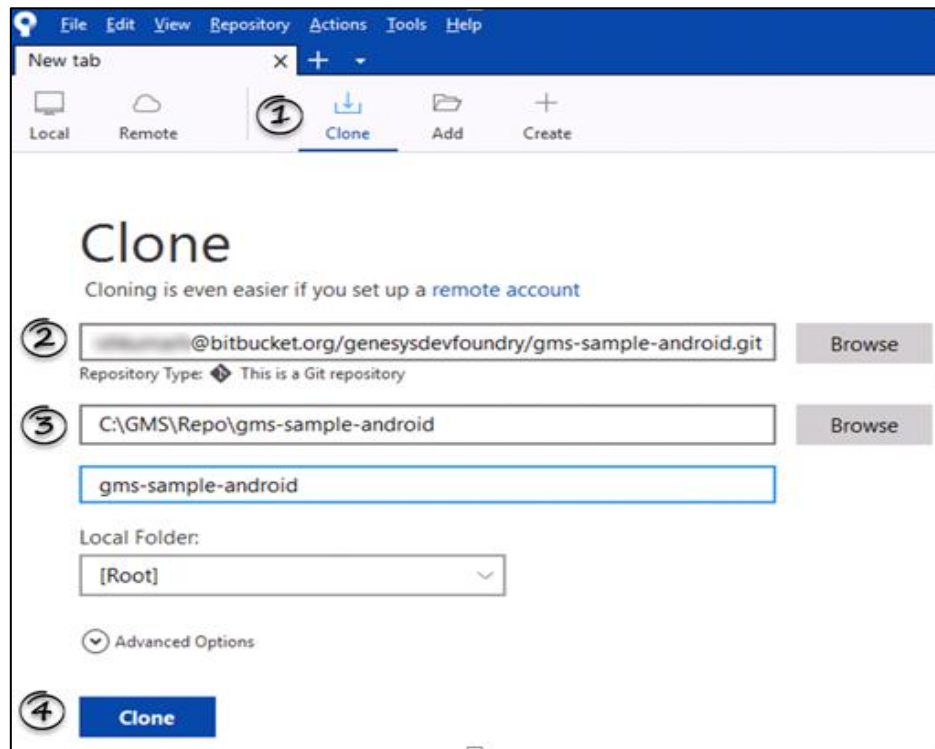 File Edit View Repository Actions Tools Help
New tab
1
Local Remote Clone Add Create
Clone
Cloning is even easier if you set up a remote account
2
@bitbucket.org/genesysdevfoundry/gms-sample-android.git Browse
Repository Type: This is a Git repository
3
C:\GMS\Repo\gms-sample-android Browse
gms-sample-android
Local Folder:
[Root]
Advanced Options
4
Clone